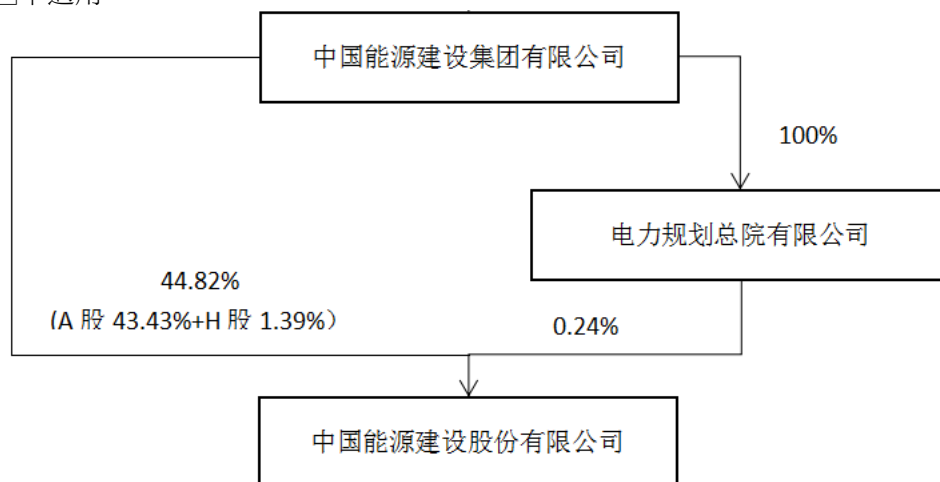 中国能源建设集团有限公司
100%
电力规划总院有限公司
44.82%
(A 股 43.43%+H 股 1.39%）
0.24%
中国能源建设股份有限公司